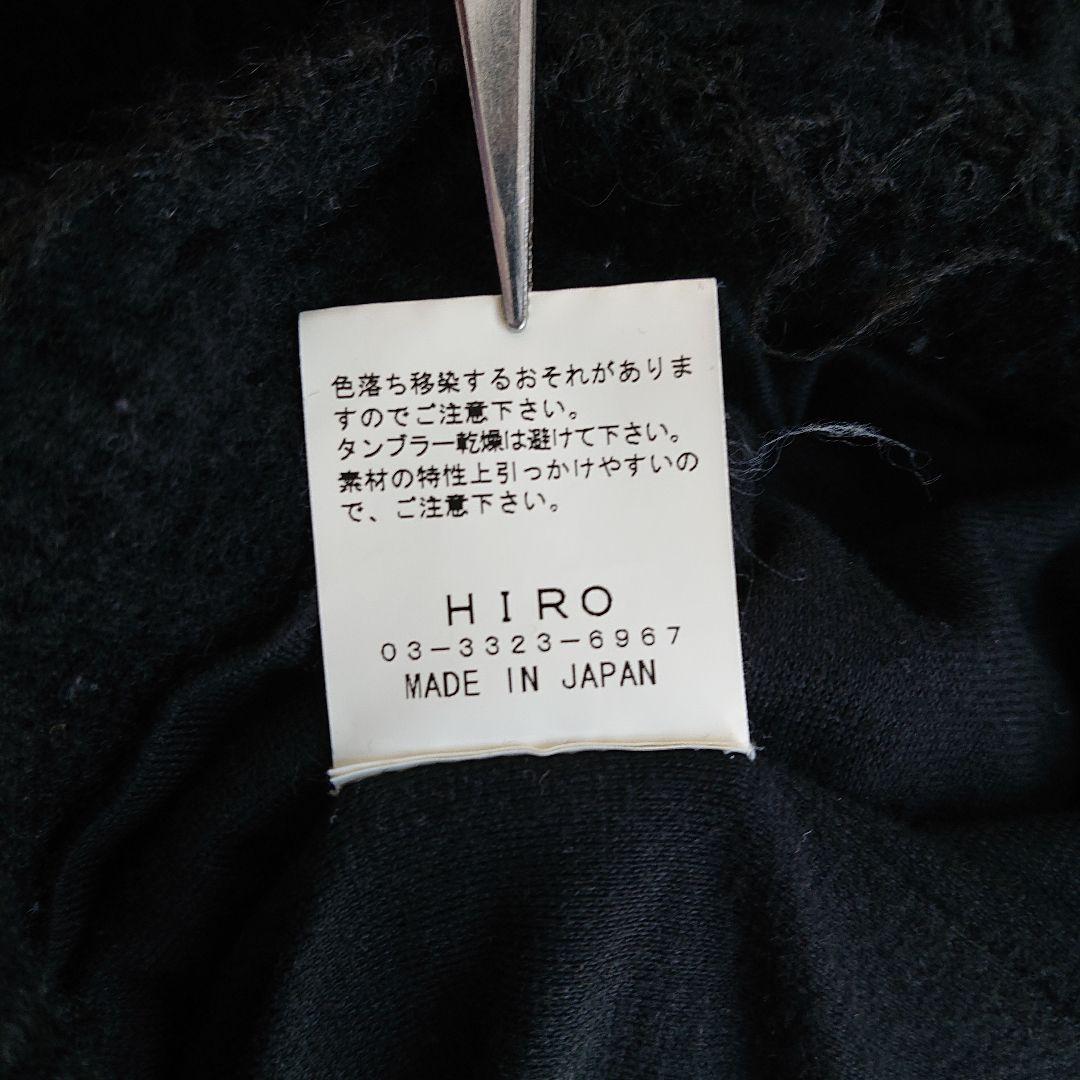 色落ち移染するおそれがありま
すのでご注意下さい。
タンブラー乾燥は避けて下さい。
素材の特性上引っかけやすいの
で、ご注意下さい。
HIRO
03-3323-6967
MADE IN JAPAN